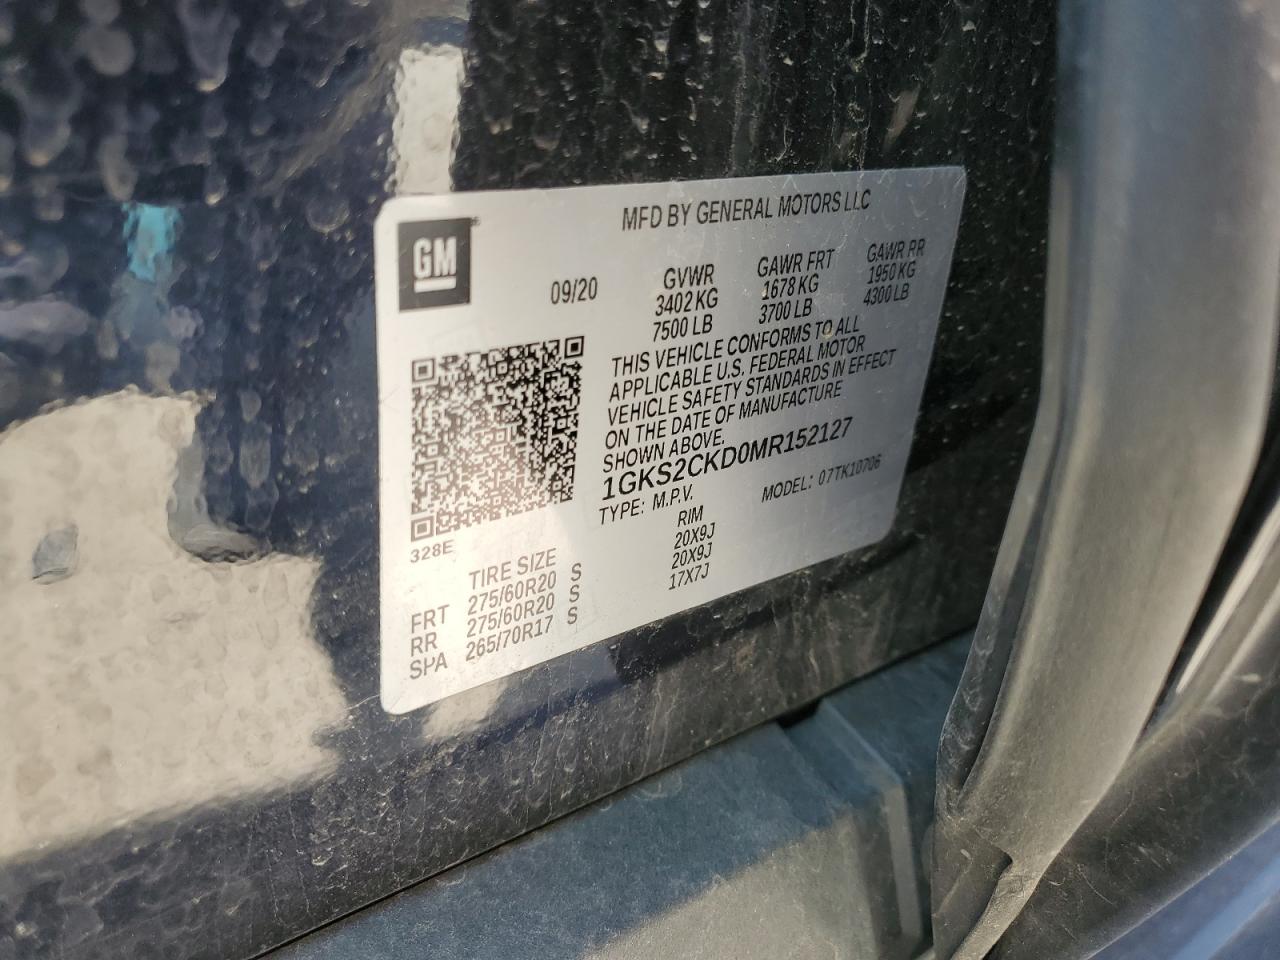 MFD BY GENERAL MOTORS LLC
GM®
09/20
GVWR
3402 KG
7500 LB
GAWR FRT
1678 KG
3700 LB
GAWR RR
1950 KG
4300 LB
THIS VEHICLE CONFORMS TO ALL
APPLICABLE U.S. FEDERAL MOTOR
VEHICLE SAFETY STANDARDS IN EFFECT
ON THE DATE OF MANUFACTURE
SHOWN ABOVE.
1GKS2CKD0MR152127
TYPE: M.P.V. MODEL: 07TK10706
328E
TIRE SIZE RIM
FRT 275/60R20 S 20X9J
RR 275/60R20 S 20X9J
SPA 265/70R17 S 17X7J